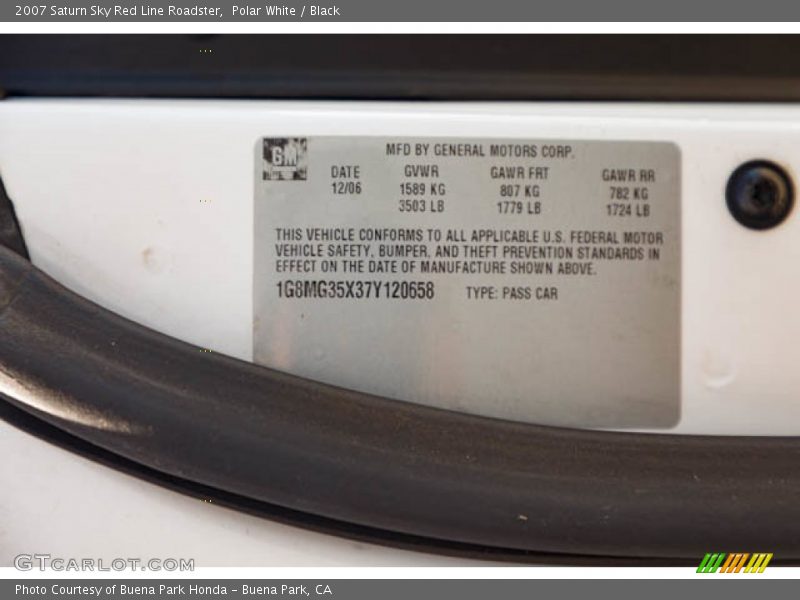 2007 Saturn Sky Red Line Roadster, Polar White / Black
GM
MFD BY GENERAL MOTORS CORP.
DATE GVWR GAWR FRT GAWR RR
12/06 1589 KG 807 KG 782 KG
3503 LB 1779 LB 1724 LB
THIS VEHICLE CONFORMS TO ALL APPLICABLE U.S. FEDERAL MOTOR
VEHICLE SAFETY, BUMPER, AND THEFT PREVENTION STANDARDS IN
EFFECT ON THE DATE OF MANUFACTURE SHOWN ABOVE.
1G8MG35X37Y120658 TYPE: PASS CAR
GTCARLOT.COM
Photo Courtesy of Buena Park Honda - Buena Park, CA